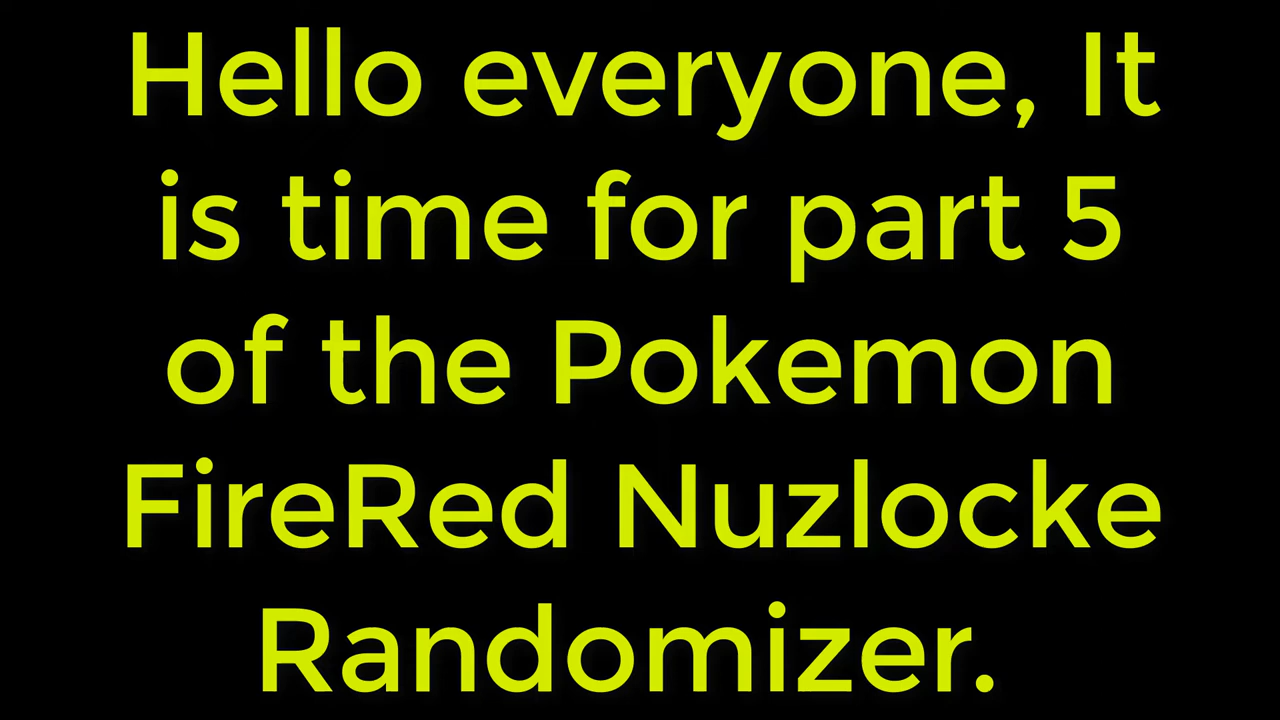 Hello everyone, It
is time for part 5
of the Pokemon
FireRed Nuzlocke
Randomizer.